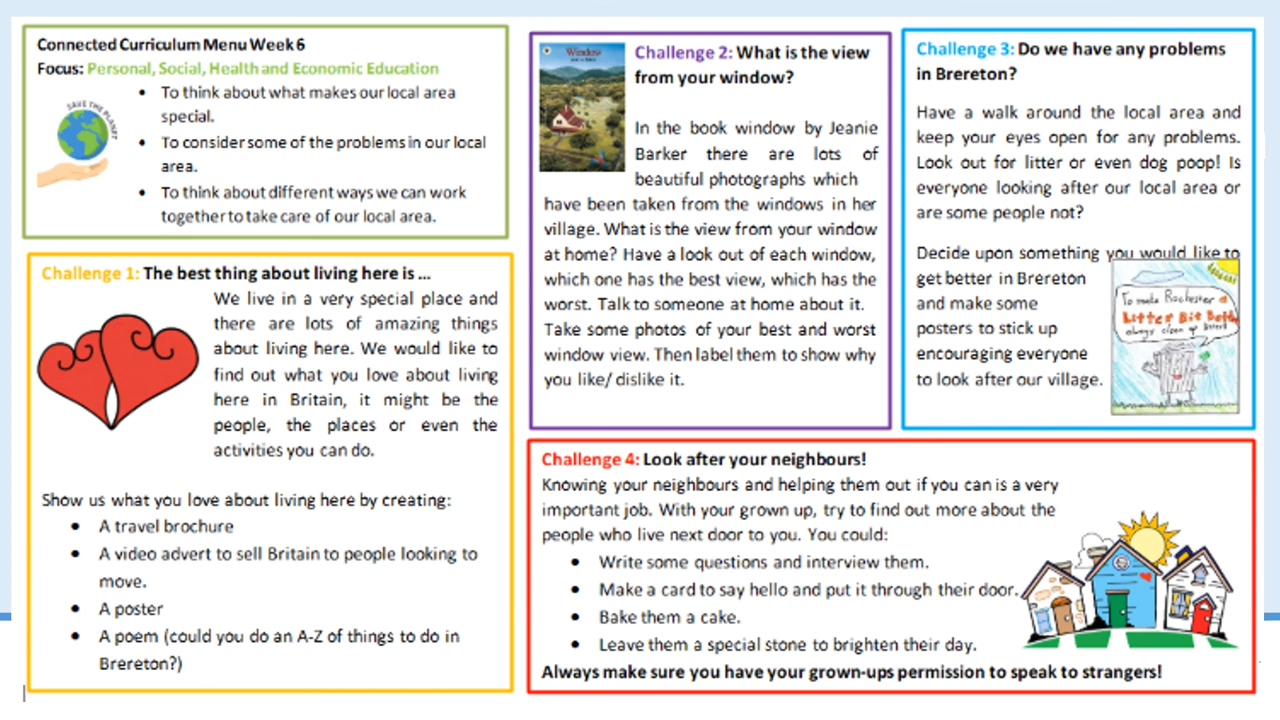 Connected Curriculum Menu Week 6
Focus: Personal, Social, Health and Economic Education
SAVE THE PLANET
• To think about what makes our local area
special.
• To consider some of the problems in our local
area.
• To think about different ways we can work
together to take care of our local area.
Challenge 1: The best thing about living here is ...
We live in a very special place and
there are lots of amazing things
about living here. We would like to
find out what you love about living
here in Britain, it might be the
people, the places or even the
activities you can do.
Show us what you love about living here by creating:
• A travel brochure
• A video advert to sell Britain to people looking to
move.
• A poster
• A poem (could you do an A-Z of things to do in
Brereton?)
Window
Challenge 2: What is the view
from your window?
In the book window by Jeanie
Barker there are lots of
beautiful photographs which
have been taken from the windows in her
village. What is the view from your window
at home? Have a look out of each window,
which one has the best view, which has the
worst. Talk to someone at home about it.
Take some photos of your best and worst
window view. Then label them to show why
you like/ dislike it.
Challenge 3: Do we have any problems
in Brereton?
Have a walk around the local area and
keep your eyes open for any problems.
Look out for litter or even dog poop! Is
everyone looking after our local area or
are some people not?
Decide upon something you would like to
get better in Brereton
and make some
posters to stick up
encouraging everyone
to look after our village.
To make Rochester a
Litter Bit
always clean up
Challenge 4: Look after your neighbours!
Knowing your neighbours and helping them out if you can is a very
important job. With your grown up, try to find out more about the
people who live next door to you. You could:
• Write some questions and interview them.
• Make a card to say hello and put it through their door.
• Bake them a cake.
• Leave them a special stone to brighten their day.
Always make sure you have your grown-ups permission to speak to strangers!